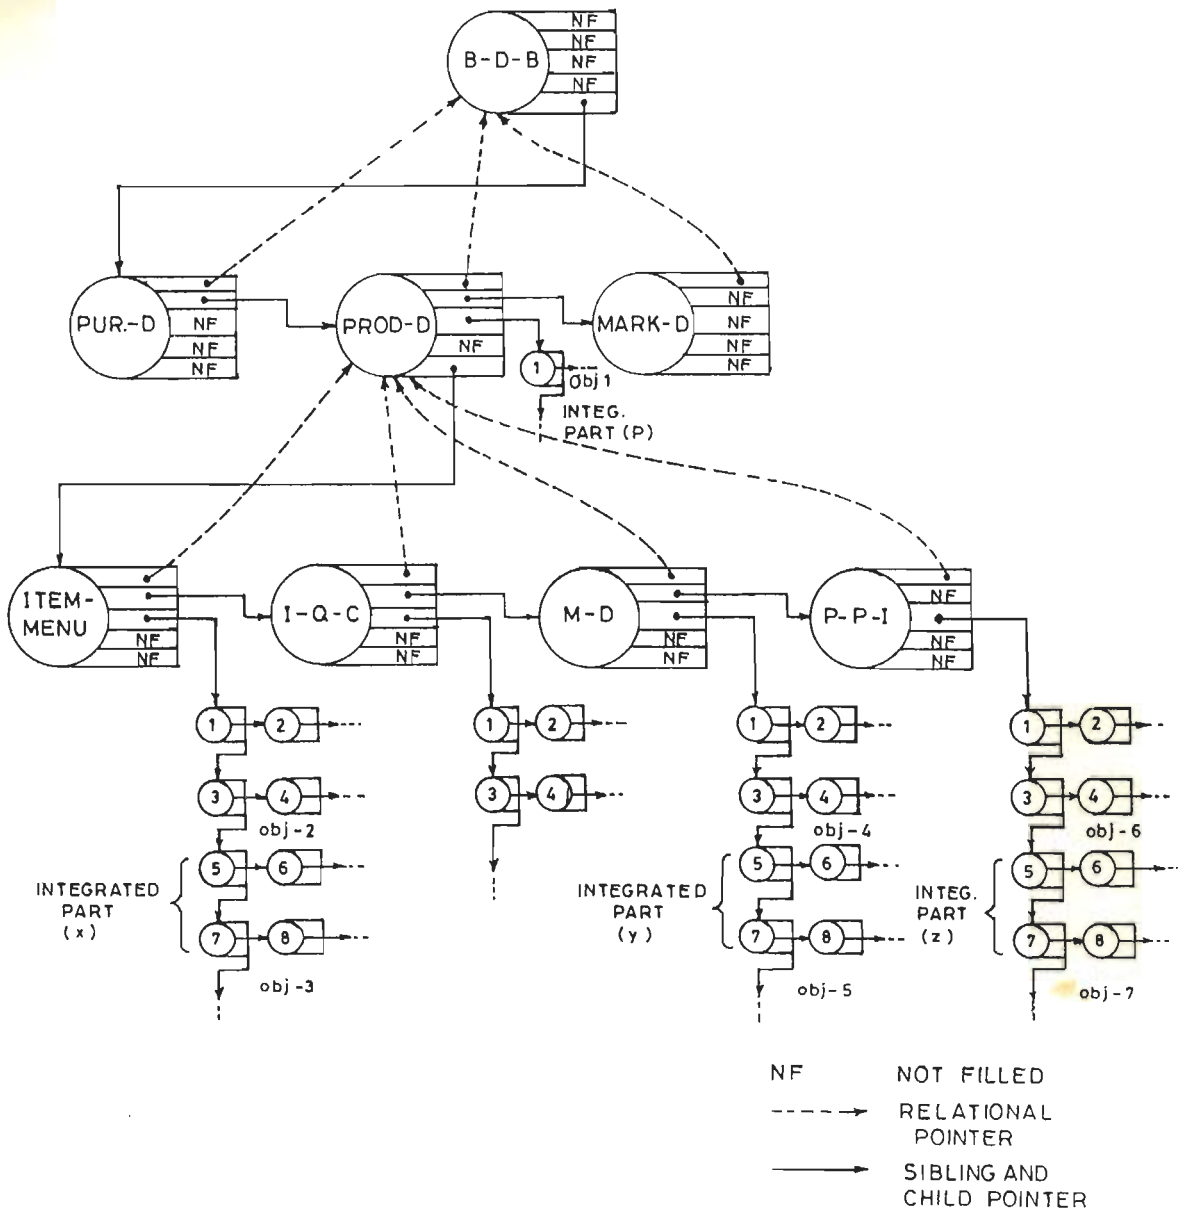 NF
NF
B-D-B
NF
NF
PUR.-D
NF
NF
NF
PROD-D
NF
MARK-D
NF
NF
NF
NF
1
Obj 1
INTEG.
PART (P)
ITEM-
MENU
NF
NF
I-Q-C
NF
NF
M-D
P-P-I
NF
NF
NF
1 2
1 2
1 2
1 2
3 4
3 4
3 4
3 4
obj-2
obj-4
obj-6
INTEGRATED
PART
(x)
5 6
7 8
obj-3
INTEGRATED
PART
(y)
5 6
7 8
obj-5
INTEG.
PART
(z)
5 6
7 8
obj-7
NF NOT FILLED
RELATIONAL
POINTER
SIBLING AND
CHILD POINTER